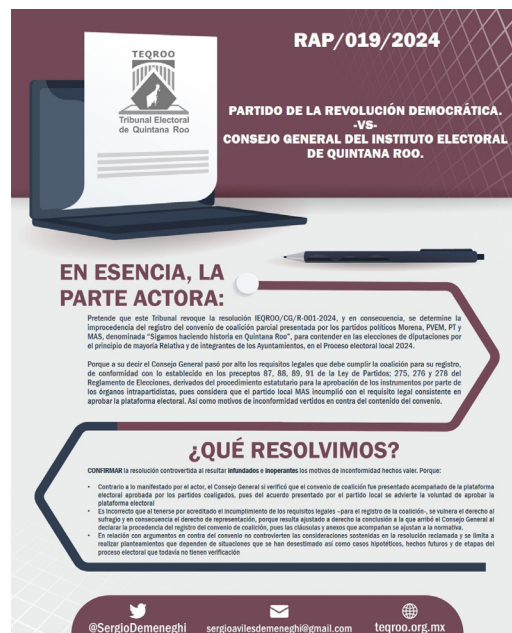 TEQROO
Tribunal Electoral
de Quintana Roo
RAP/019/2024
PARTIDO DE LA REVOLUCIÓN DEMOCRÁTICA.
-VS-
CONSEJO GENERAL DEL INSTITUTO ELECTORAL
DE QUINTANA ROO.
EN ESENCIA, LA
PARTE ACTORA:
Pretende que este Tribunal revoque la resolución IEQROO/CG/R-001-2024, y en consecuencia, se determine la
improcedencia del registro del convenio de coalición parcial presentada por los partidos políticos Morena, PVEM, PT y
MAS, denominada "Sigamos haciendo historia en Quintana Roo", para contender en las elecciones de diputaciones por
el principio de mayoría Relativa y de integrantes de los Ayuntamientos, en el Proceso electoral local 2024.
Porque a su decir el Consejo General pasó por alto los requisitos legales que debe cumplir la coalición para su registro,
de conformidad con lo establecido en los preceptos 87, 88, 89, 91 de la Ley de Partidos; 275, 276 y 278 del
Reglamento de Elecciones, derivados del procedimiento estatutario para la aprobación de los instrumentos por parte de
los órganos intrapartidistas, pues considera que el partido local MAS incumplió con el requisito legal consistente en
aprobar la plataforma electoral. Así como motivos de inconformidad vertidos en contra del contenido del convenio.
¿QUÉ RESOLVIMOS?
CONFIRMAR la resolución controvertida al resultar infundados e inoperantes los motivos de inconformidad hechos valer. Porque:
• Contrario a lo manifestado por el actor, el Consejo General si verificó que el convenio de coalición fue presentado acompañado de la plataforma
electoral aprobada por los partidos coaligados, pues del acuerdo presentado por el partido local se advierte la voluntad de aprobar la
plataforma electoral
• Es incorrecto que al tenerse por acreditado el incumplimiento de los requisitos legales –para el registro de la coalición-, se vulnera el derecho al
sufragio y en consecuencia el derecho de representación, porque resulta ajustado a derecho la conclusión a la que arribó el Consejo General al
declarar la procedencia del registro del convenio de coalición, pues las cláusulas y anexos que acompañan se ajustan a la normativa.
• En relación con argumentos en contra del convenio no controvierten las consideraciones sostenidas en la resolución reclamada y se limita a
realizar planteamientos que dependen de situaciones que se han desestimado así como casos hipotéticos, hechos futuros y de etapas del
proceso electoral que todavía no tienen verificación
@SergioDemeneghi
sergioavilesdemeneghi@gmail.com
teqroo.org.mx